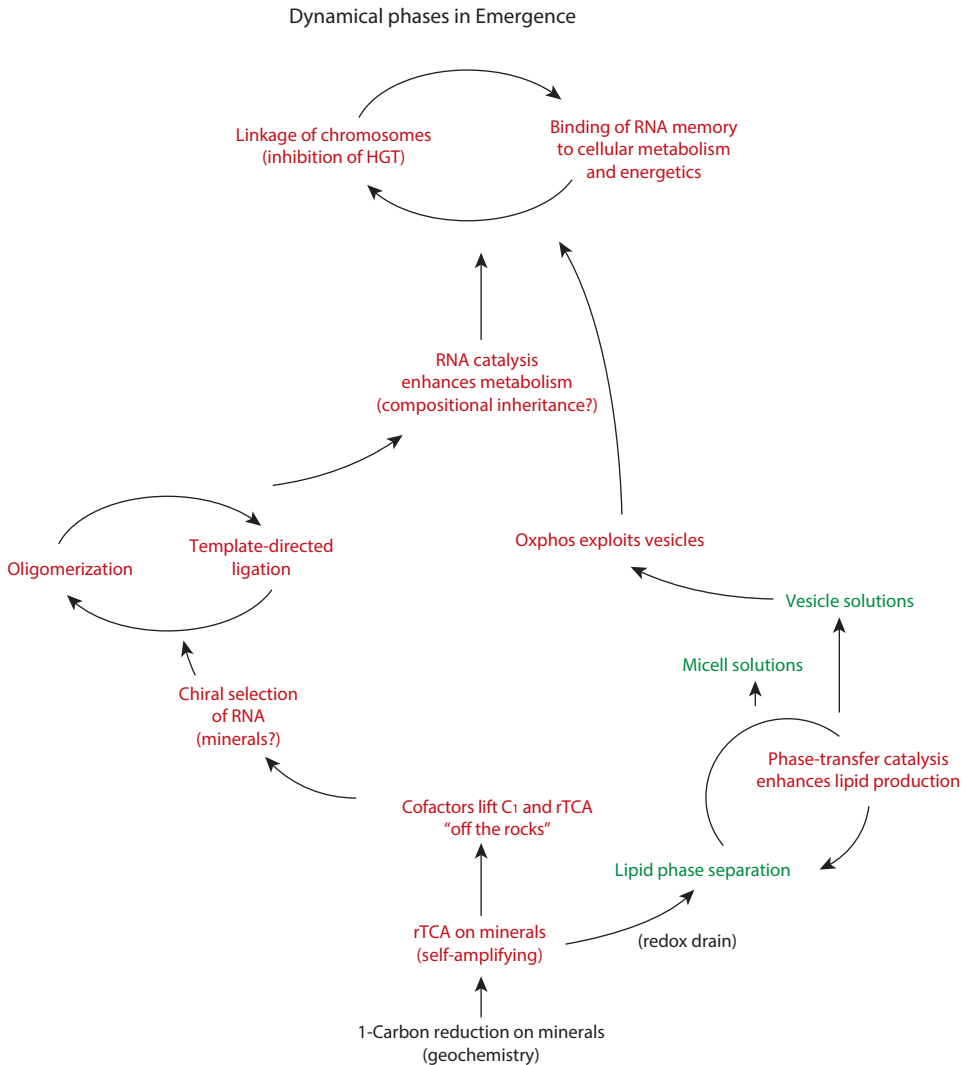 Dynamical phases in Emergence
Linkage of chromosomes
(inhibition of HGT)
Binding of RNA memory
to cellular metabolism
and energetics
RNA catalysis
enhances metabolism
(compositional inheritance?)
Oligomerization
Template-directed
ligation
Oxphos exploits vesicles
Vesicle solutions
Micell solutions
Chiral selection
of RNA
(minerals?)
Phase-transfer catalysis
enhances lipid production
Cofactors lift C1 and rTCA
“off the rocks”
Lipid phase separation
rTCA on minerals
(self-amplifying)
(redox drain)
1-Carbon reduction on minerals
(geochemistry)